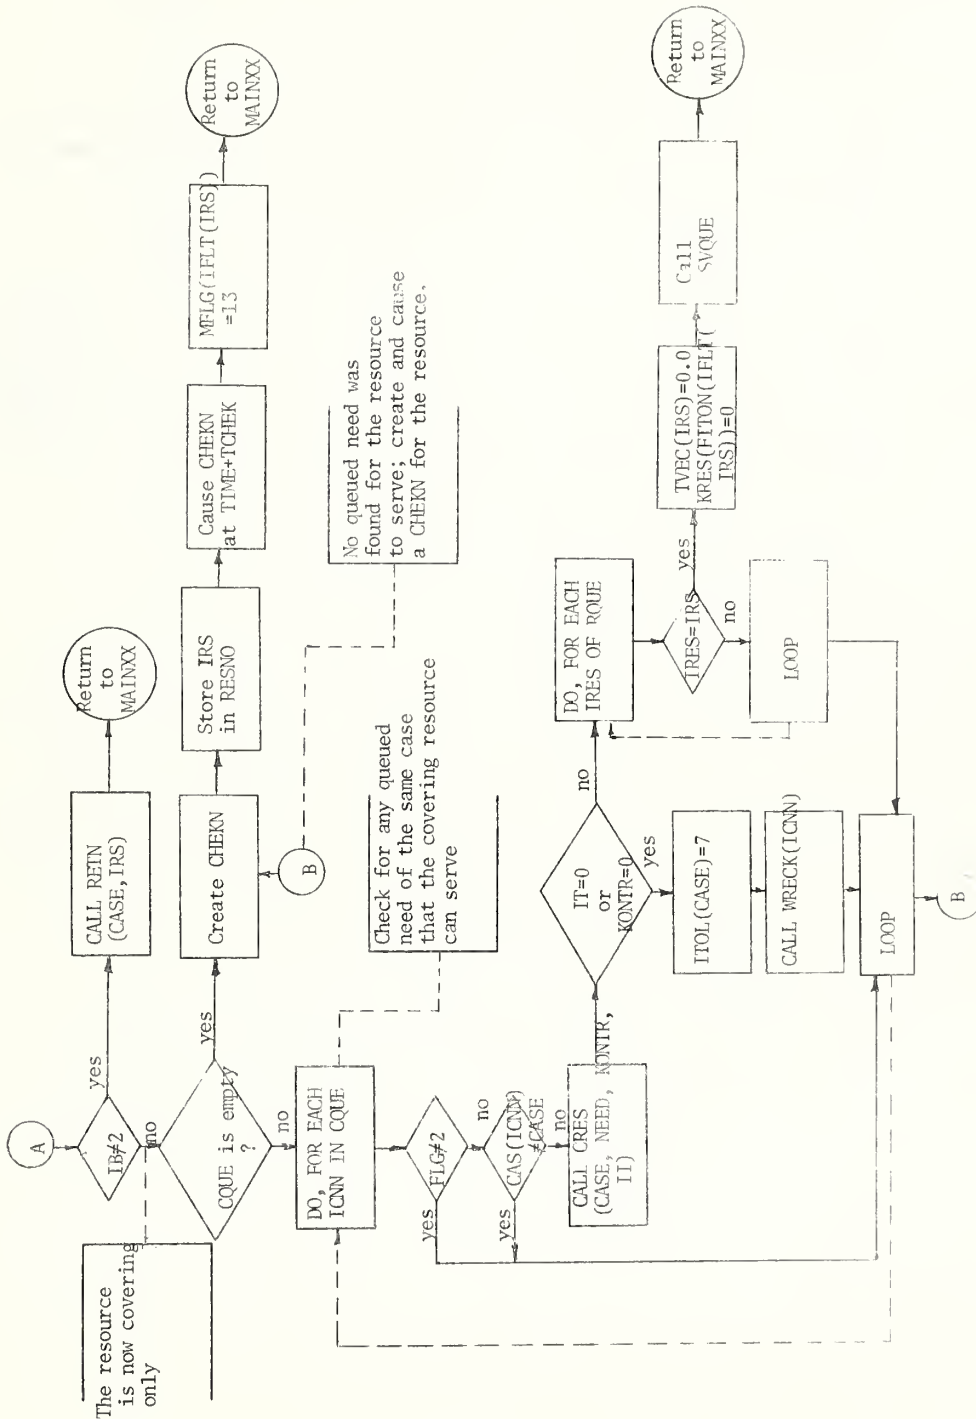 A
IB≠2
yes
no
CALL RETN
(CASE,IRS)
Return
to
MAINXX
The resource
is now covering
only
CQUE is empty
?
yes
no
Create CHEKN
Store IRS
in RESNO
Cause CHEKN
at TIME+TCHEK
MFLG(IFLT(IRS))
=13
Return
to
MAINXX
B
No queued need was
found for the resource
to serve; create and cause
a CHEKN for the resource.
DO, FOR EACH
ICNN IN CQUE
Check for any queued
need of the same case
that the covering resource
can serve
FLG≠2
yes
no
CAS(ICNN)
≠CASE
yes
no
CALL CRES
(CASE, NEED, KONTR,
II)
IT=0
or
KONTR=0
no
yes
ITOL(CASE)=7
CALL WRECK(ICNN)
LOOP
B
DO, FOR EACH
IRES OF RQUE
IRES=IRS
yes
no
LOOP
TVEC(IRS)=0.0
KRES(FITON(IFLT(
IRS))=0
Call
SVQUE
Return
to
MAINXX